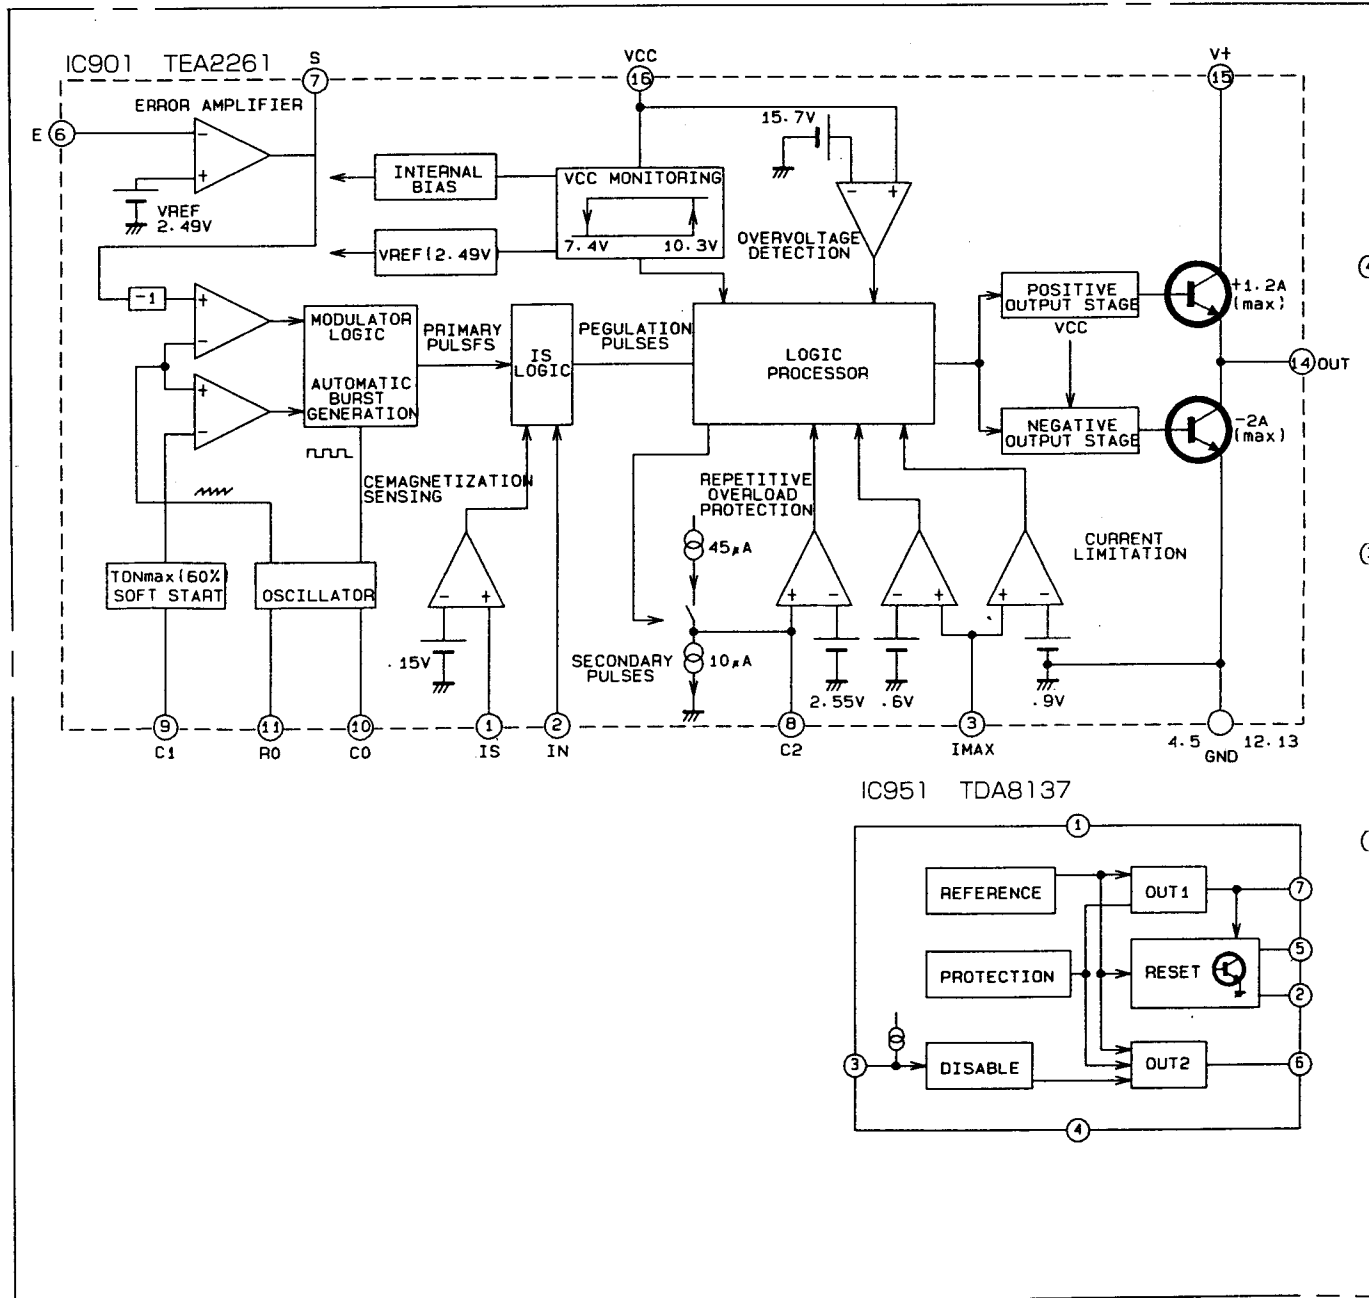 IC901 TEA2261
S
7
VCC
16
V+
15
ERROR AMPLIFIER
E 6
-
+
VREF
2.49V
INTERNAL
BIAS
VCC MONITORING
7.4V 10.3V
VREF(2.49V
15.7V
- +
OVERVOLTAGE
DETECTION
-1
+
-
+
-
MODULATOR
LOGIC
AUTOMATIC
BURST
GENERATION
PRIMARY
PULSFS
IS
LOGIC
PEGULATION
PULSES
LOGIC
PROCESSOR
POSITIVE
OUTPUT STAGE
VCC
NEGATIVE
OUTPUT STAGE
+1.2A
(max)
14 OUT
-2A
(max)
CEMAGNETIZATION
SENSING
REPETITIVE
OVERLOAD
PROTECTION
45μA
CURRENT
LIMITATION
TONmax(60%)
SOFT START
OSCILLATOR
- +
+ -
- +
+ -
.15V
SECONDARY
PULSES
10μA
2.55V
.6V
.9V
9
C1
11
RO
10
CO
1
IS
2
IN
8
C2
3
IMAX
4.5 12.13
GND
IC951 TDA8137
1
REFERENCE
OUT1
7
PROTECTION
RESET
5
2
3
DISABLE
OUT2
6
4